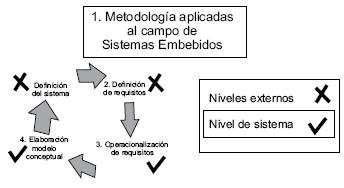 1. Metodología aplicadas
al campo de
Sistemas Embebidos
Definición
del sistema
2. Definición
de requisitos
3. Operacionalización
de requisitos
4. Elaboración
modelo
conceptual
Niveles externos
Nivel de sistema